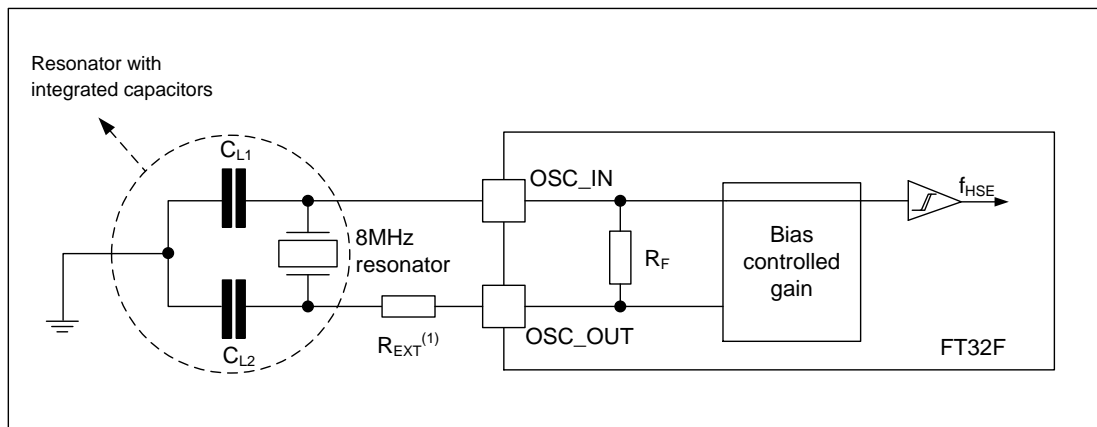 Resonator with
integrated capacitors
CL1
OSC_IN
fHSE
8MHz
resonator
RF
Bias
controlled
gain
CL2
REXT(1)
OSC_OUT
FT32F